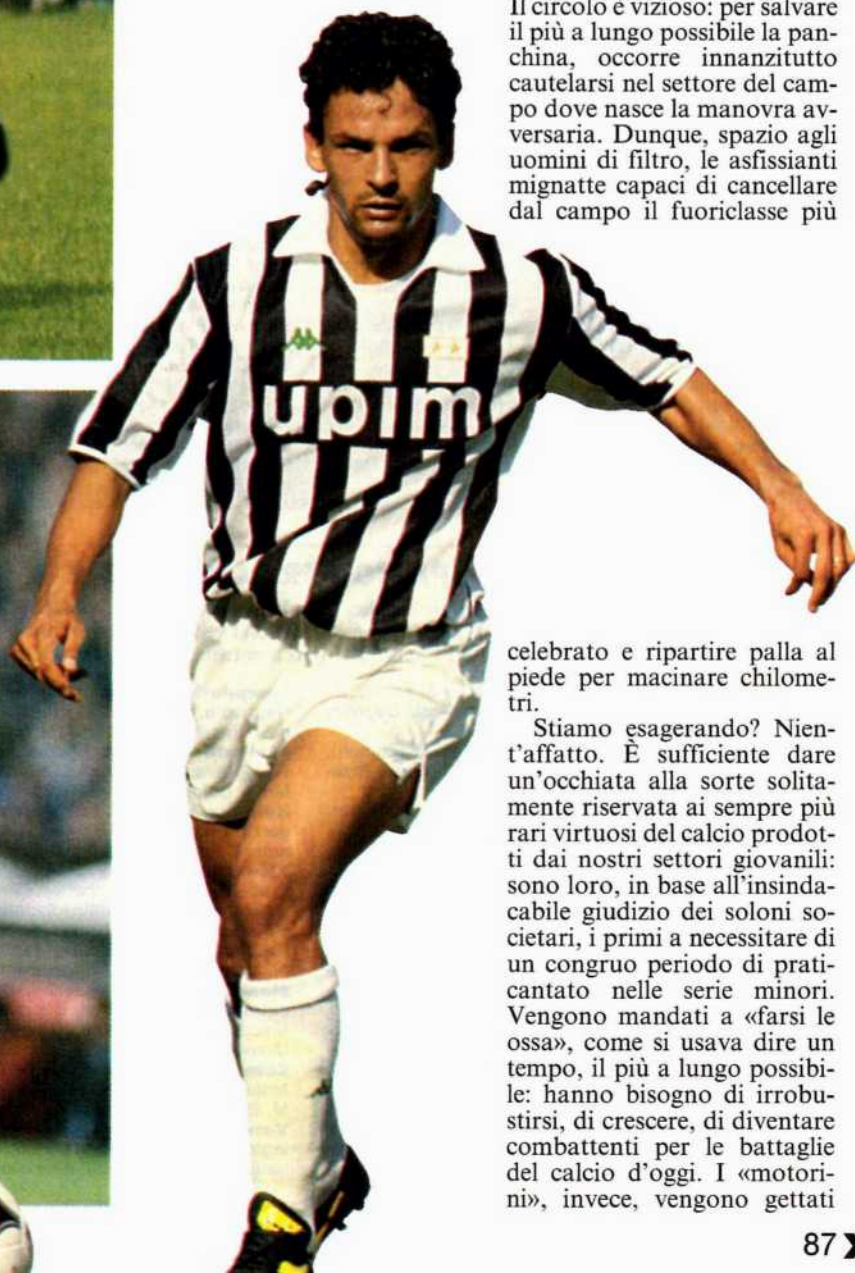 Il circolo è vizioso: per salvare
il più a lungo possibile la pan-
china, occorre innanzitutto
cautelarsi nel settore del cam-
po dove nasce la manovra av-
versaria. Dunque, spazio agli
uomini di filtro, le asfissianti
mignatte capaci di cancellare
dal campo il fuoriclasse più
upim
celebrato e ripartire palla al
piede per macinare chilome-
tri.
Stiamo esagerando? Nien-
t'affatto. È sufficiente dare
un'occhiata alla sorte solita-
mente riservata ai sempre più
rari virtuosi del calcio prodot-
ti dai nostri settori giovanili:
sono loro, in base all'insinda-
cabile giudizio dei soloni so-
cietari, i primi a necessitare di
un congruo periodo di prati-
cantato nelle serie minori.
Vengono mandati a «farsi le
ossa», come si usava dire un
tempo, il più a lungo possibi-
le: hanno bisogno di irrobu-
stirsi, di crescere, di diventare
combattenti per le battaglie
del calcio d'oggi. I «motori-
ni», invece, vengono gettati
87